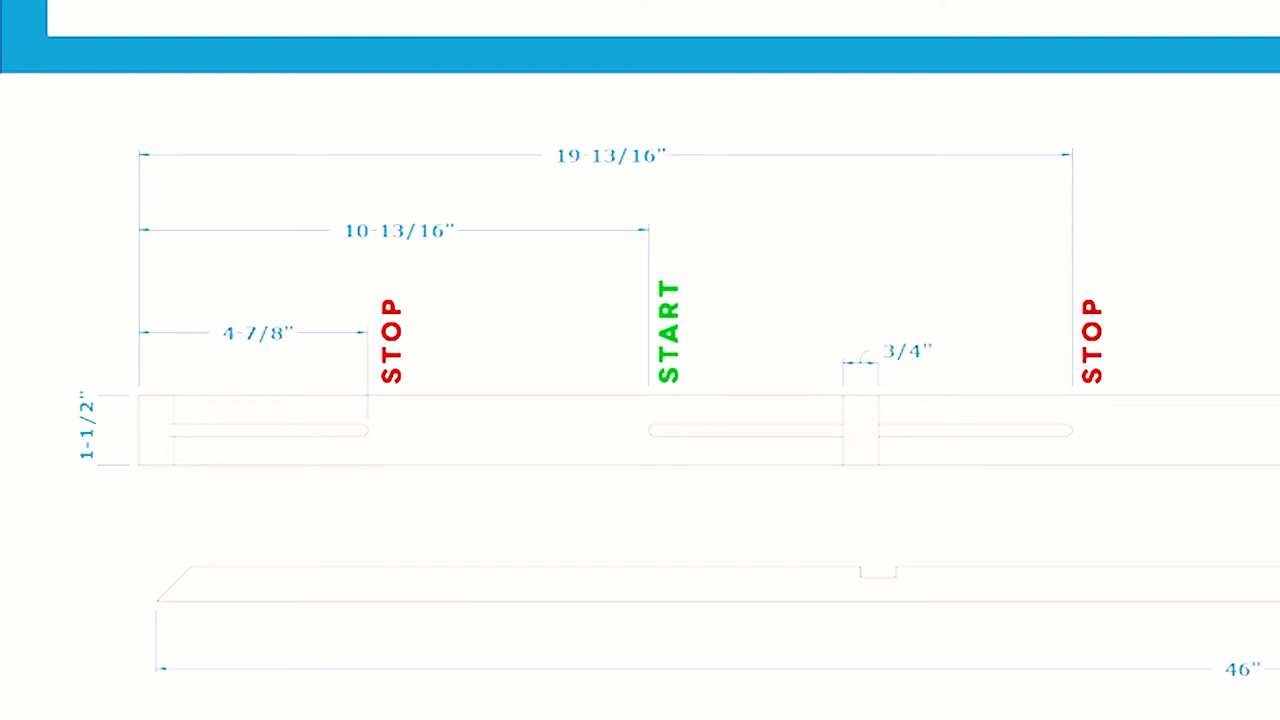 19-13/16"
10-13/16"
4-7/8"
STOP
START
STOP
3/4"
1-1/2"
46"